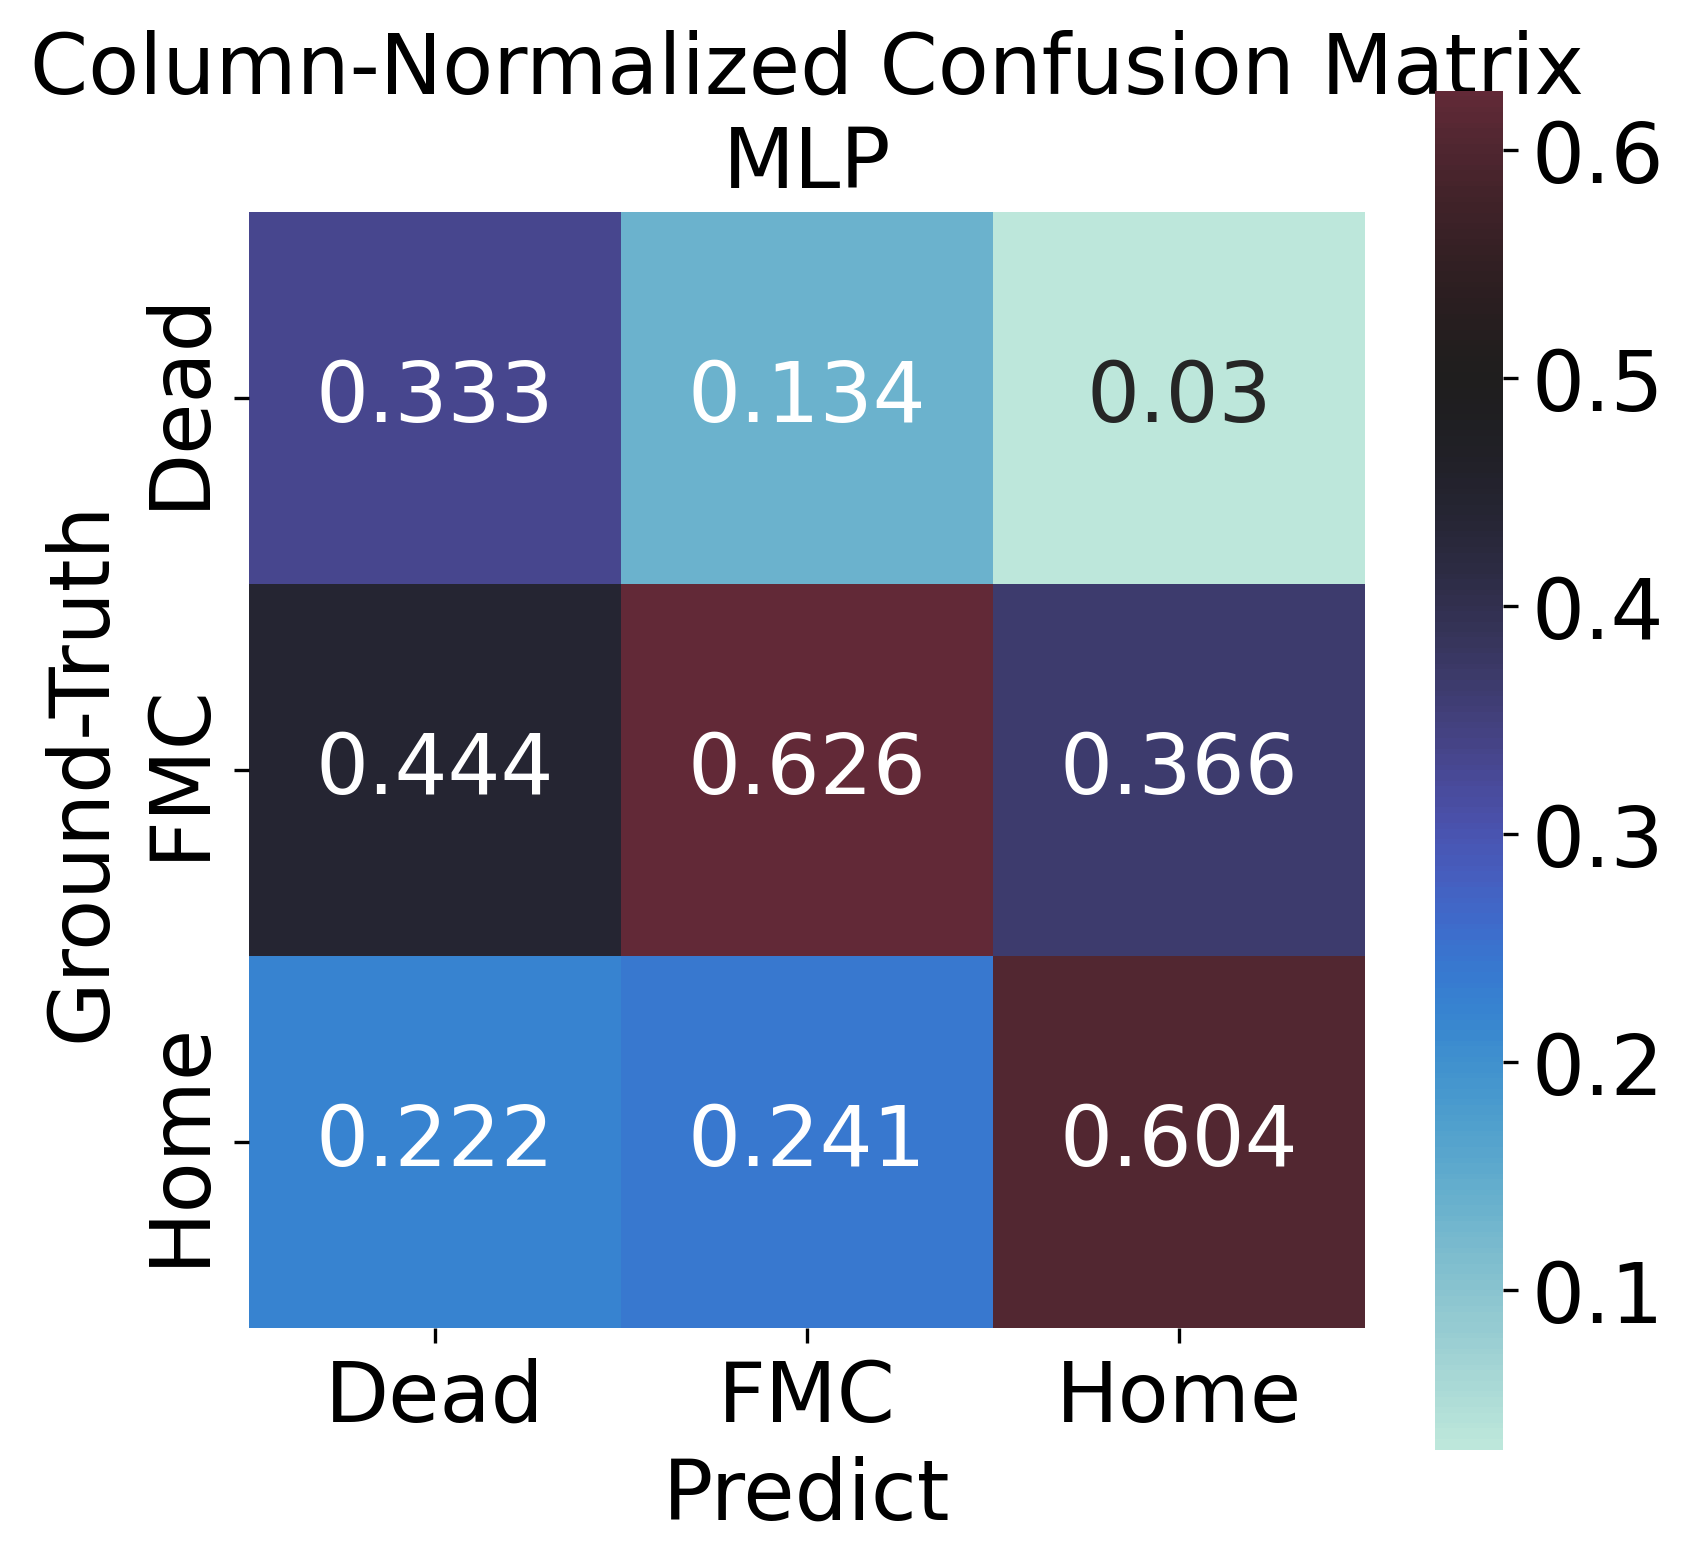 Column-Normalized Confusion Matrix
MLP
Ground-Truth
Dead
0.333 0.134 0.03
FMC
0.444 0.626 0.366
Home
0.222 0.241 0.604
Dead FMC Home
Predict
0.6
0.5
0.4
0.3
0.2
0.1